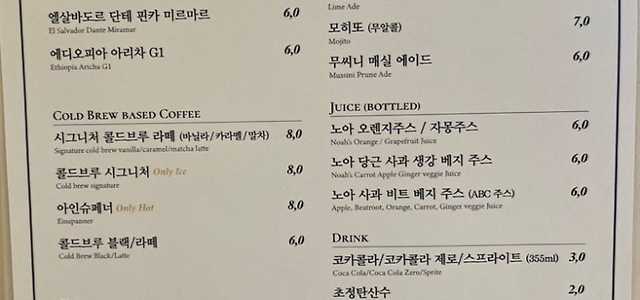 엘살바도르 단테 핀카 미르마르 6,0
El Salvador Dante Miramar
에디오피아 아리차 G1 6,0
Ethiopia Aricha G1
COLD BREW BASED COFFEE
시그니처 콜드브루 라떼 (바닐라/카라멜/말차) 8,0
Signature cold brew vanilla/caramel/matcha latte
콜드브루 시그니처 Only Ice 8,0
Cold brew signature
아인슈페너 Only Hot 8,0
Einspanner
콜드브루 블랙/라떼 6,0
Cold Brew Black/Latte
Lime Ade
모히또 (무알콜) 7,0
Mojito
무씨니 매실 에이드 6,0
Mussini Prune Ade
JUICE (BOTTLED)
노아 오렌지주스 / 자몽주스 6,0
Noah's Orange / Grapefruit Juice
노아 당근 사과 생강 베지 주스 6,0
Noah's Carrot Apple Ginger veggie Juice
노아 사과 비트 베지 주스 (ABC 주스) 6,0
Apple, Beatroot, Orange, Carrot, Ginger veggie Juice
DRINK
코카콜라/코카콜라 제로/스프라이트 (355ml) 3,0
Coca Cola/Coca Cola Zero/Sprite
초정탄산수 2,0